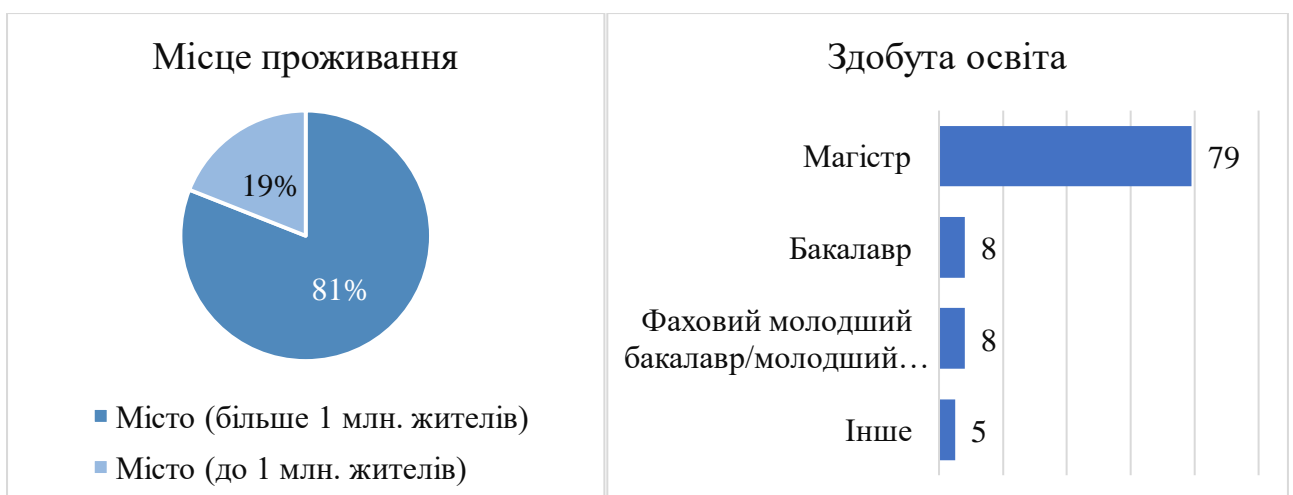 Місце проживання
19%
81%
Місто (більше 1 млн. жителів)
Місто (до 1 млн. жителів)
Здобута освіта
Магістр 79
Бакалавр 8
Фаховий молодший
бакалавр/молодший… 8
Інше 5